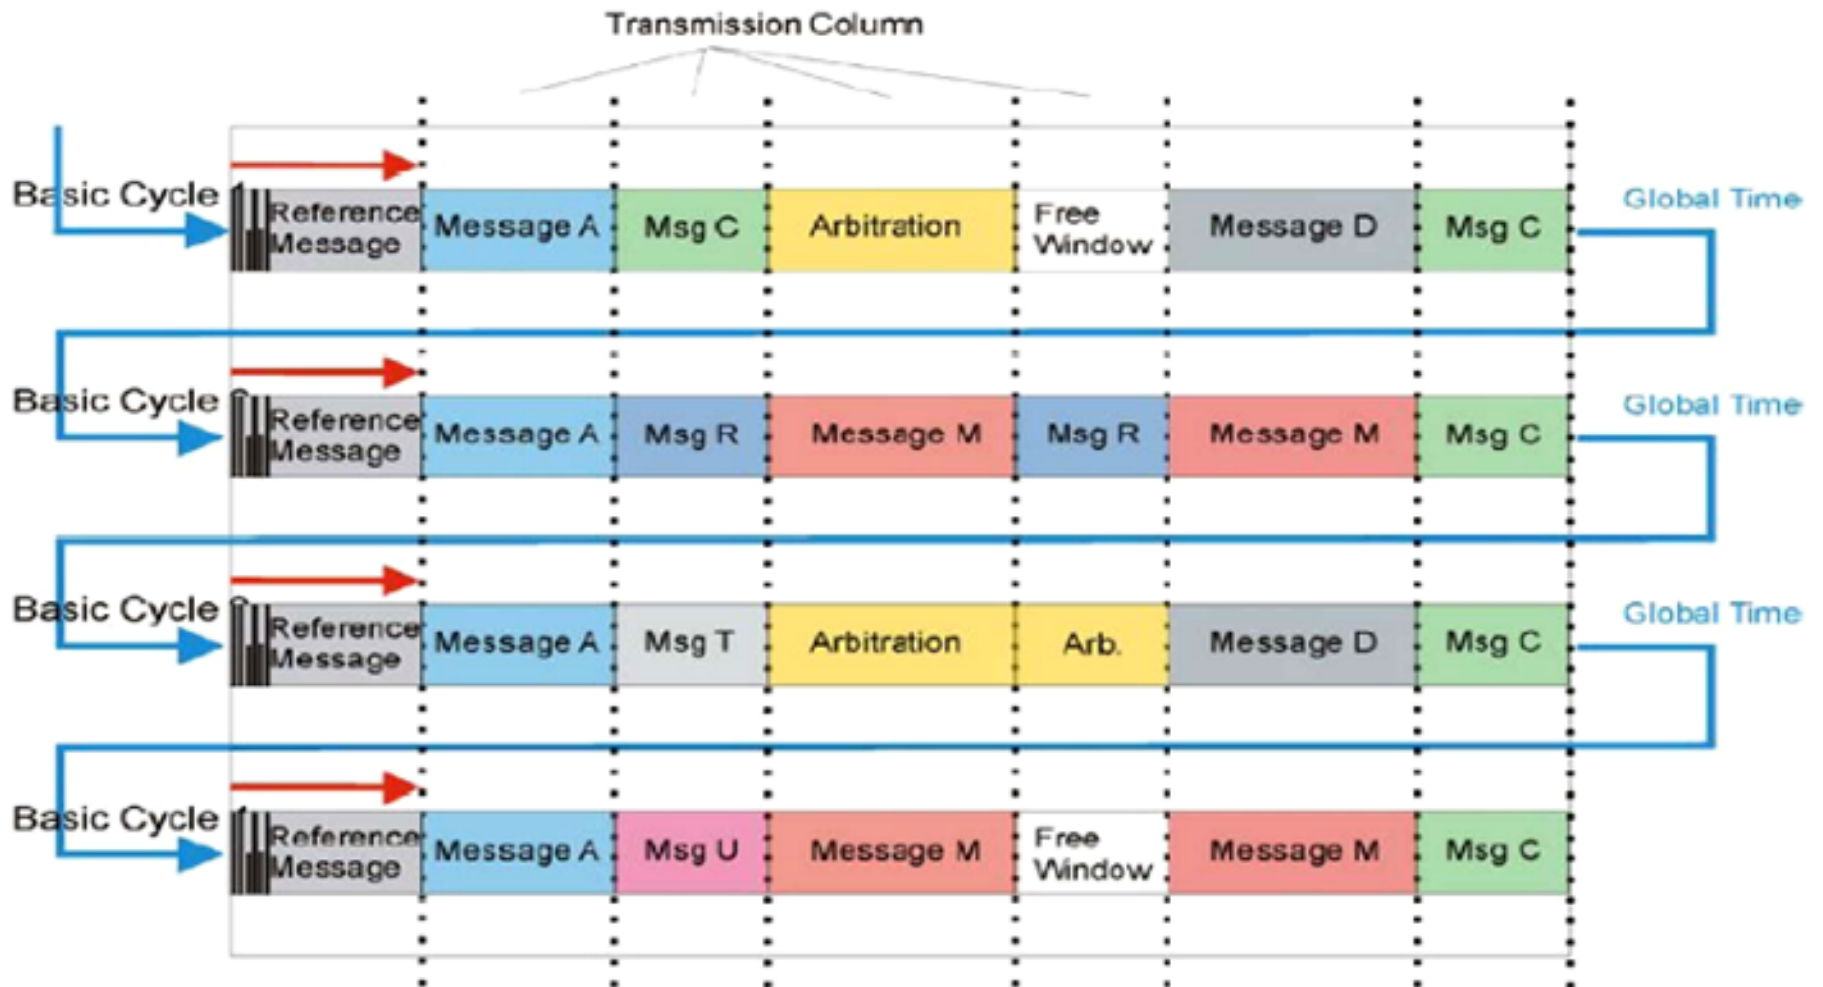 Transmission Column
Basic Cycle
Reference
Message
Message A
Msg C
Arbitration
Free
Window
Message D
Msg C
Global Time
Basic Cycle
Reference
Message
Message A
Msg R
Message M
Msg R
Message M
Msg C
Global Time
Basic Cycle
Reference
Message
Message A
Msg T
Arbitration
Arb.
Message D
Msg C
Global Time
Basic Cycle
Reference
Message
Message A
Msg U
Message M
Free
Window
Message M
Msg C